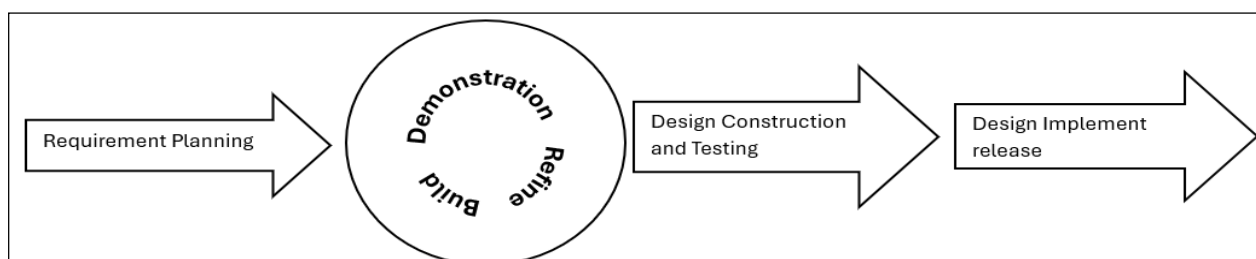 Requirement Planning
Demonstration
Refine
Build
Design Construction
and Testing
Design Implement
release